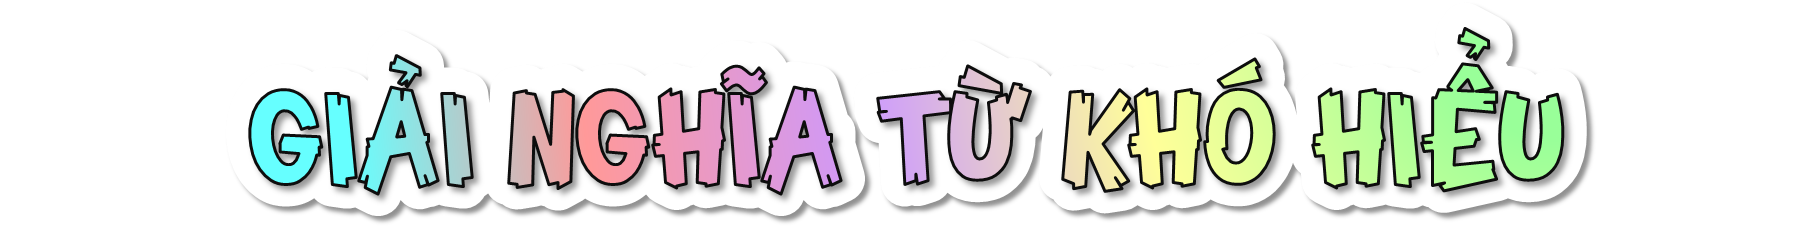 GIẢI NGHĨA TỪ KHÓ HIỂU